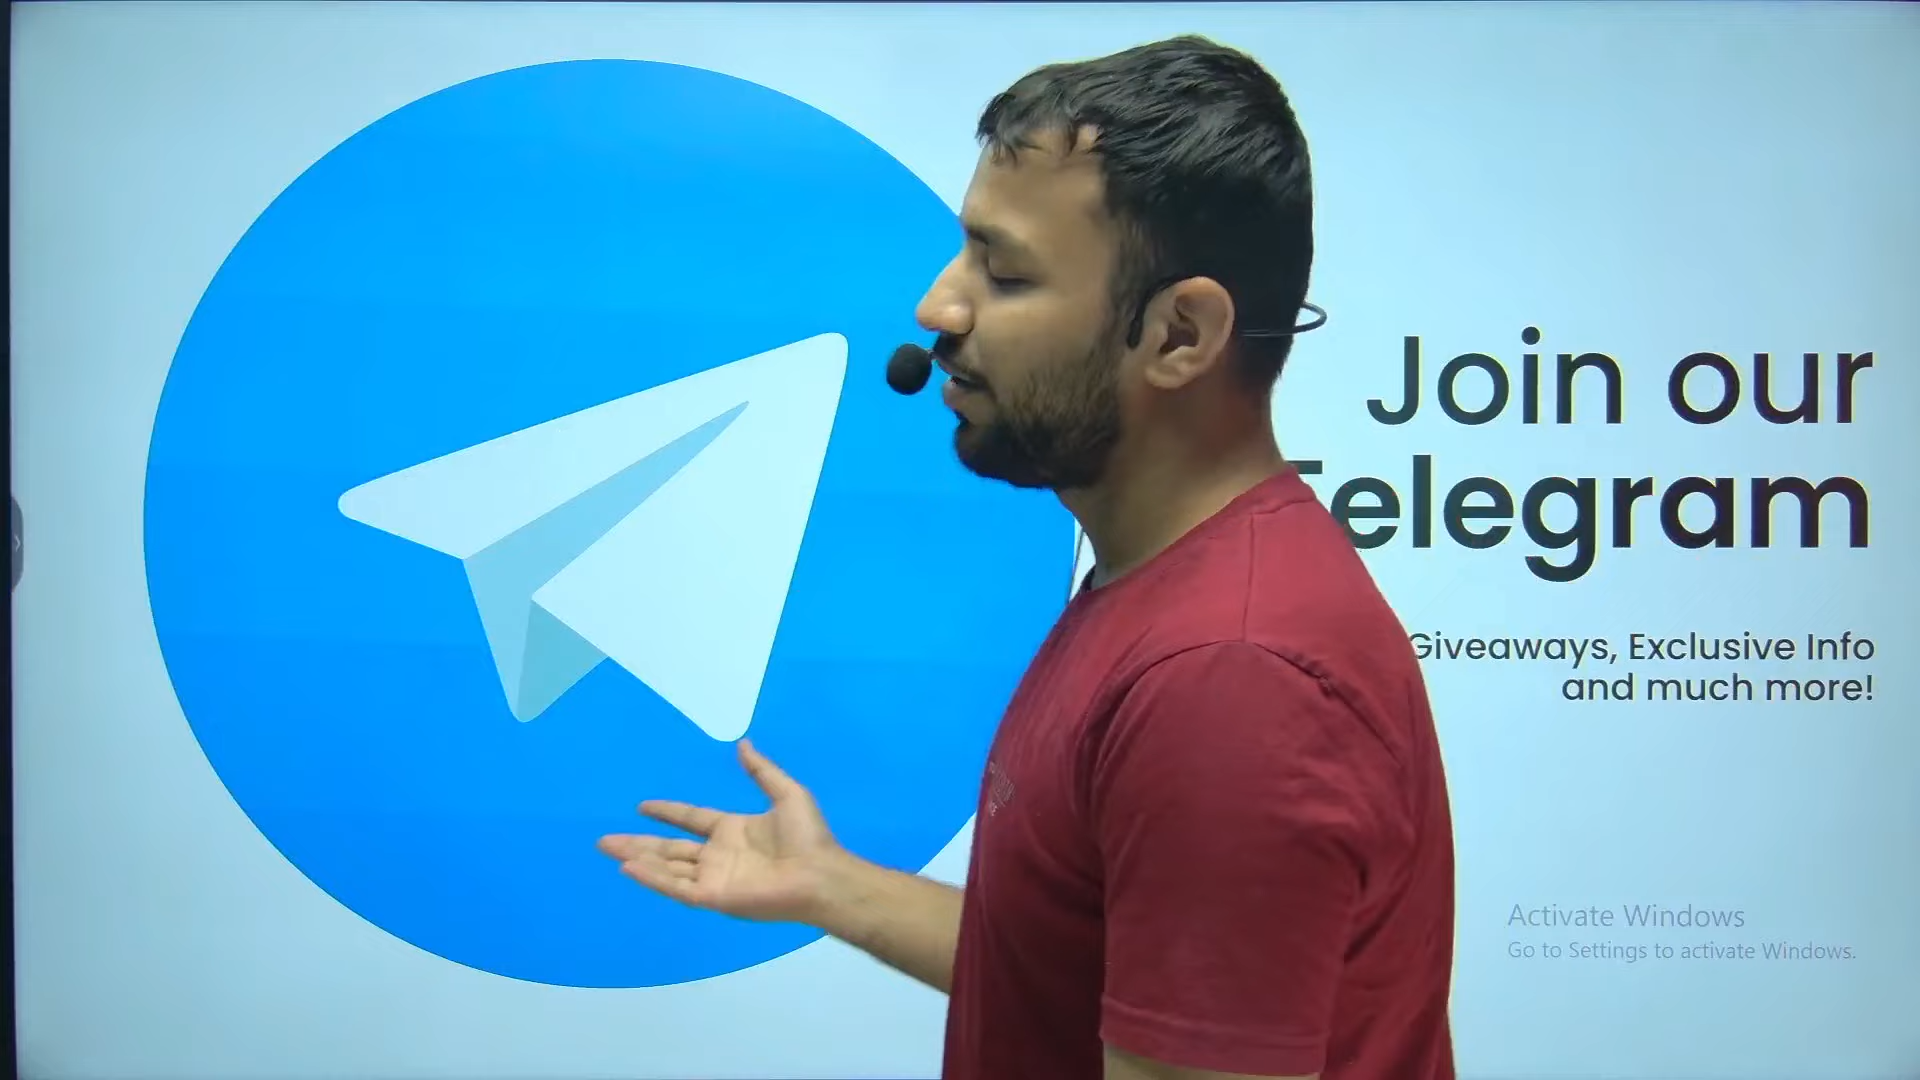 Join our
Telegram
Giveaways, Exclusive Info
and much more!
Activate Windows
Go to Settings to activate Windows.